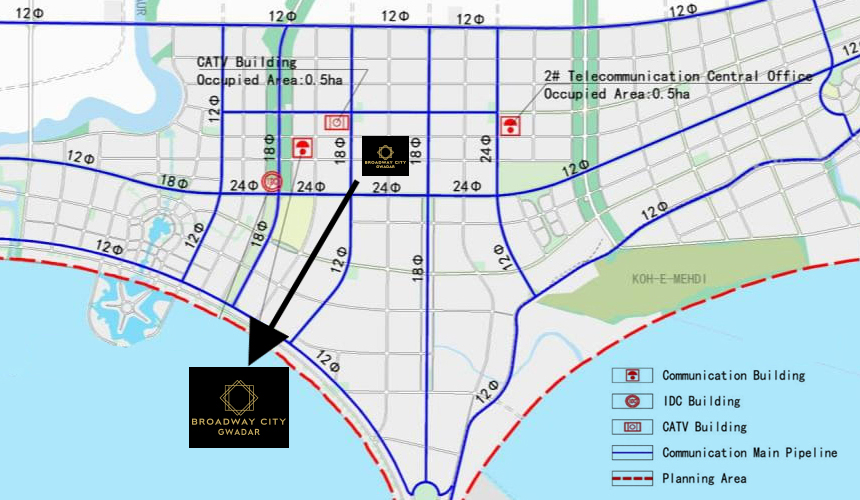 12Φ
12Φ
12Φ
12Φ
12Φ
12Φ
AUR
CATV Building
Occupied Area:0.5ha
2# Telecommunication Central Office
Occupied Area:0.5ha
12Φ
18Φ
18Φ
18Φ
24Φ
BROADWAY CITY
GWADAR
12Φ
18Φ
24Φ
24Φ
24Φ
24Φ
12Φ
12Φ
12Φ
18Φ
12Φ
12Φ
18Φ
12Φ
KOH-E-MEHDI
12Φ
12Φ
BROADWAY CITY
GWADAR
Communication Building
IDC Building
CATV Building
Communication Main Pipeline
Planning Area